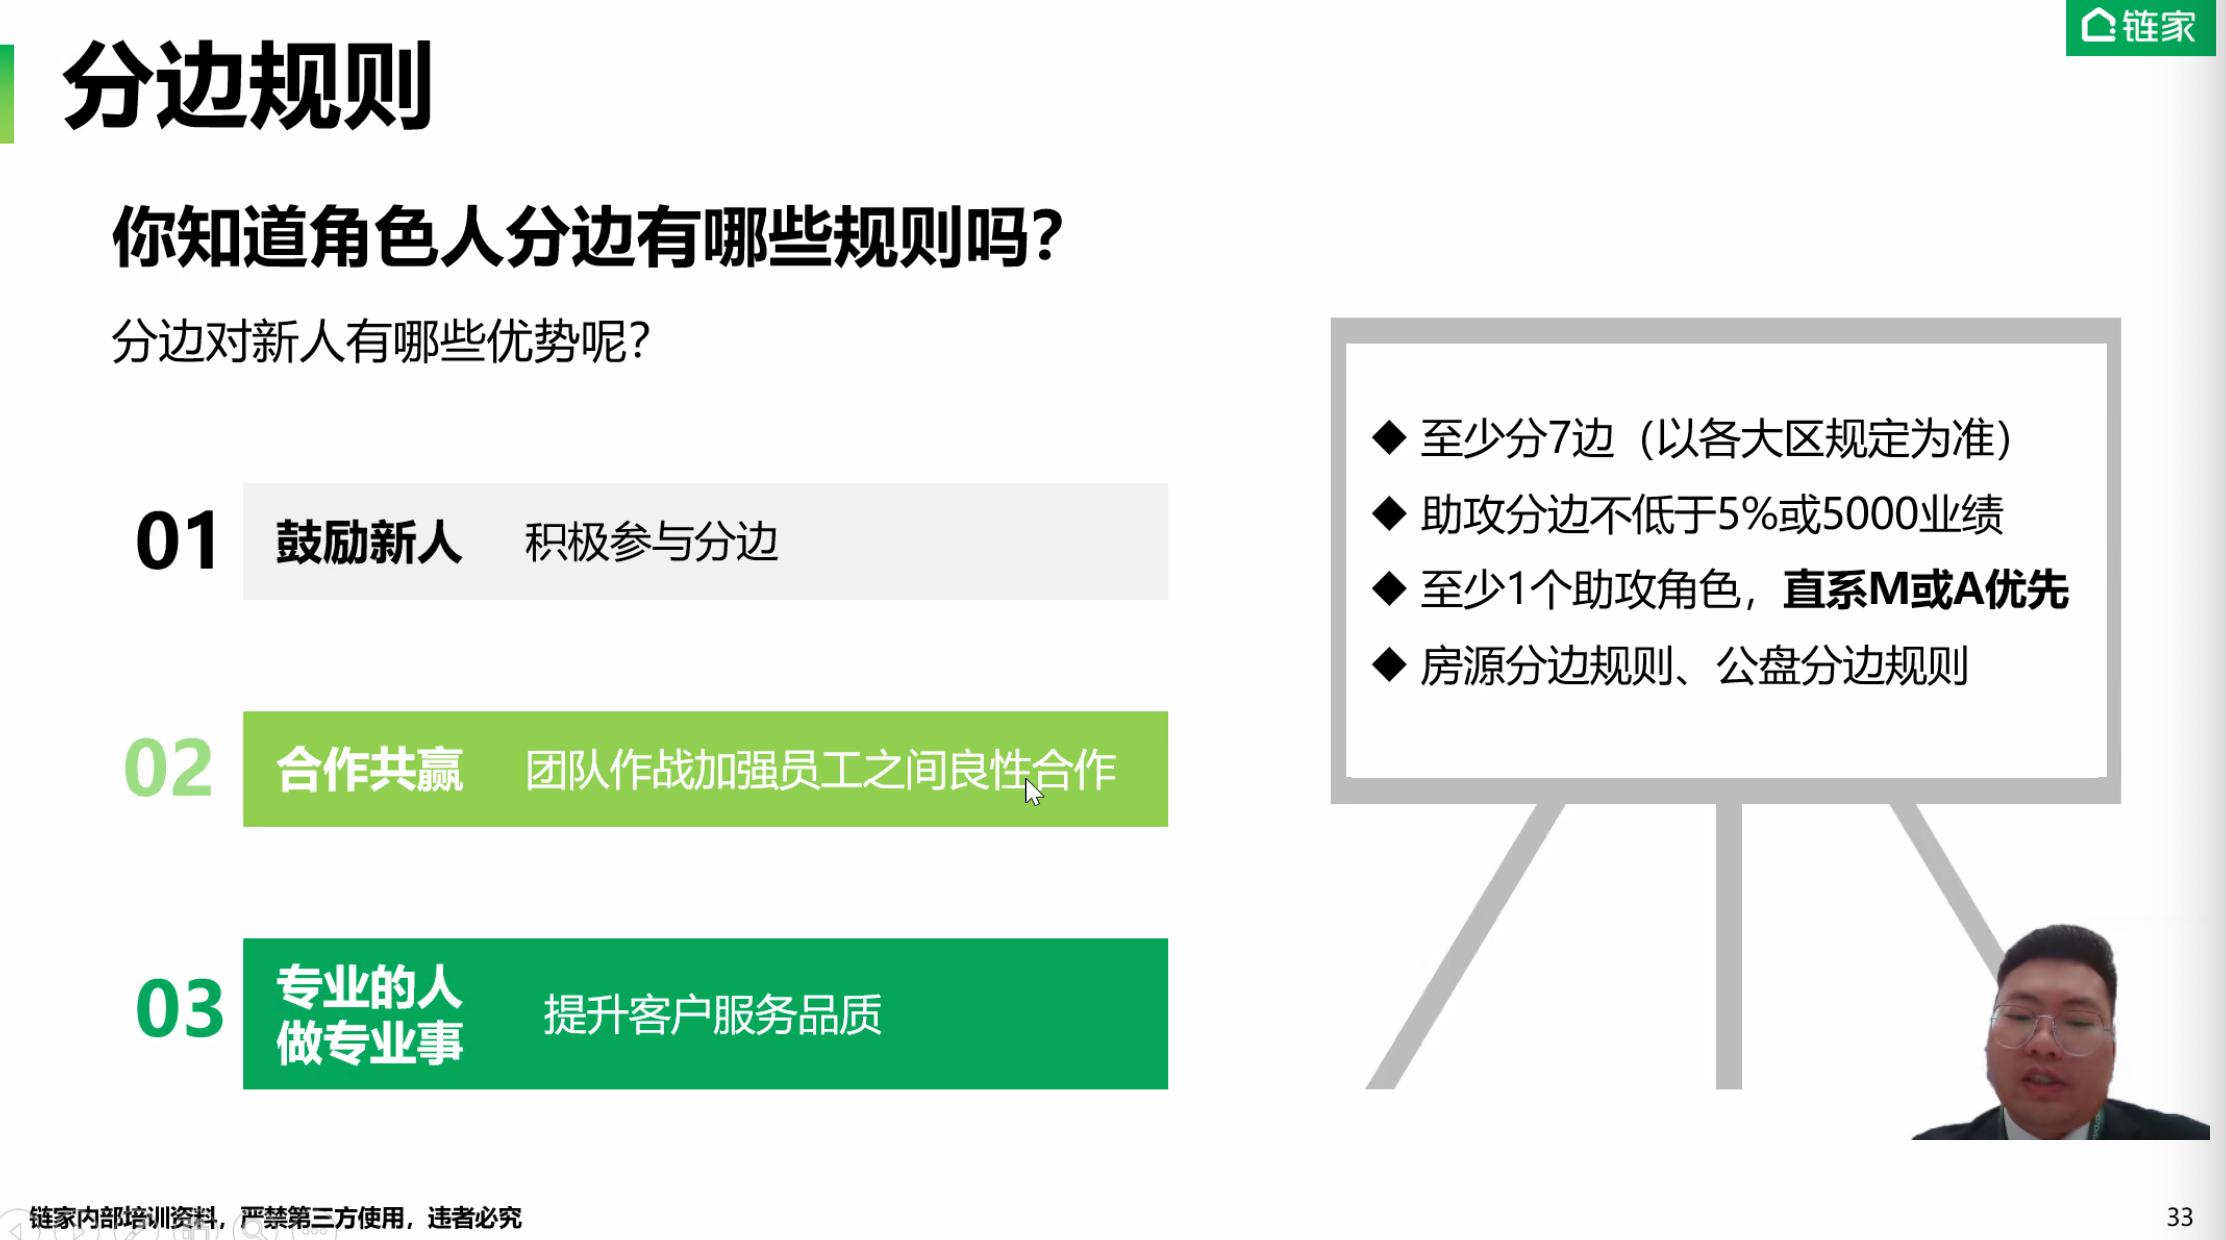 链家
分边规则
你知道角色人分边有哪些规则吗？
分边对新人有哪些优势呢？
01 鼓励新人 积极参与分边
02 合作共赢 团队作战加强员工之间良性合作
03 专业的人
做专业事 提升客户服务品质
◆ 至少分7边（以各大区规定为准）
◆ 助攻分边不低于5%或5000业绩
◆ 至少1个助攻角色，直系M或A优先
◆ 房源分边规则、公盘分边规则
链家内部培训资料，严禁第三方使用，违者必究
33